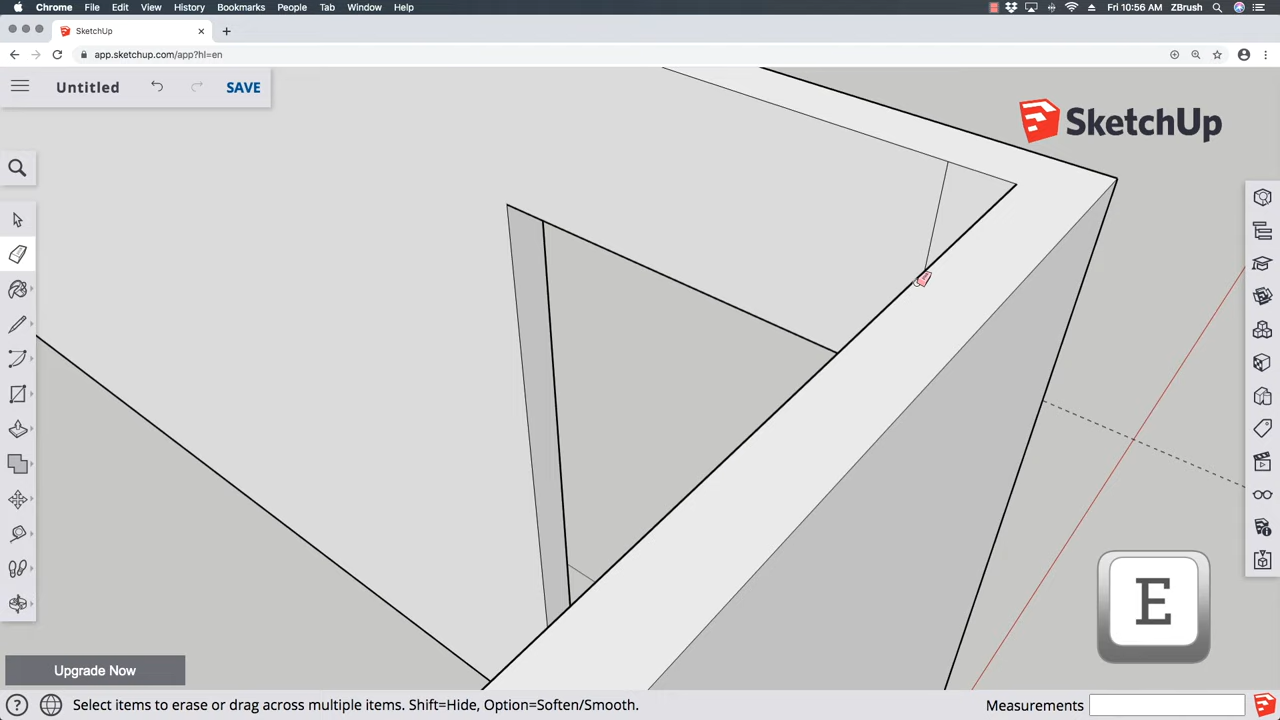 Chrome File Edit View History Bookmarks People Tab Window Help Fri 10:56 AM ZBrush
SketchUp
app.sketchup.com/app?hl=en
Untitled SAVE
SketchUp
E
Upgrade Now
Select items to erase or drag across multiple items. Shift=Hide, Option=Soften/Smooth. Measurements